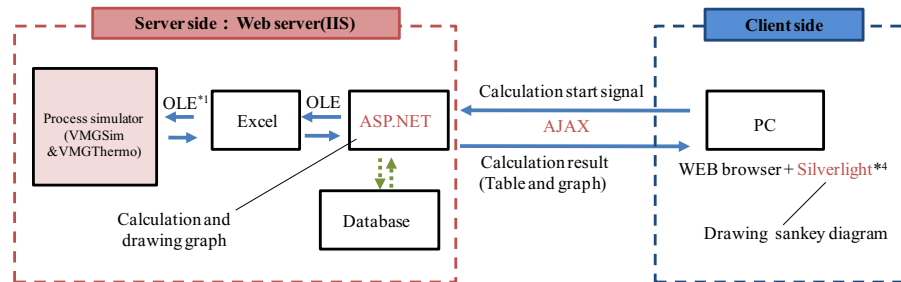 Server side : Web server(IIS)
Client side
OLE*1
OLE
Process simulator
(VMGSim
&VMGThermo)
Excel
ASP.NET
Calculation start signal
AJAX
Calculation result
(Table and graph)
PC
WEB browser + Silverlight*4
Calculation and
drawing graph
Database
Drawing sankey diagram